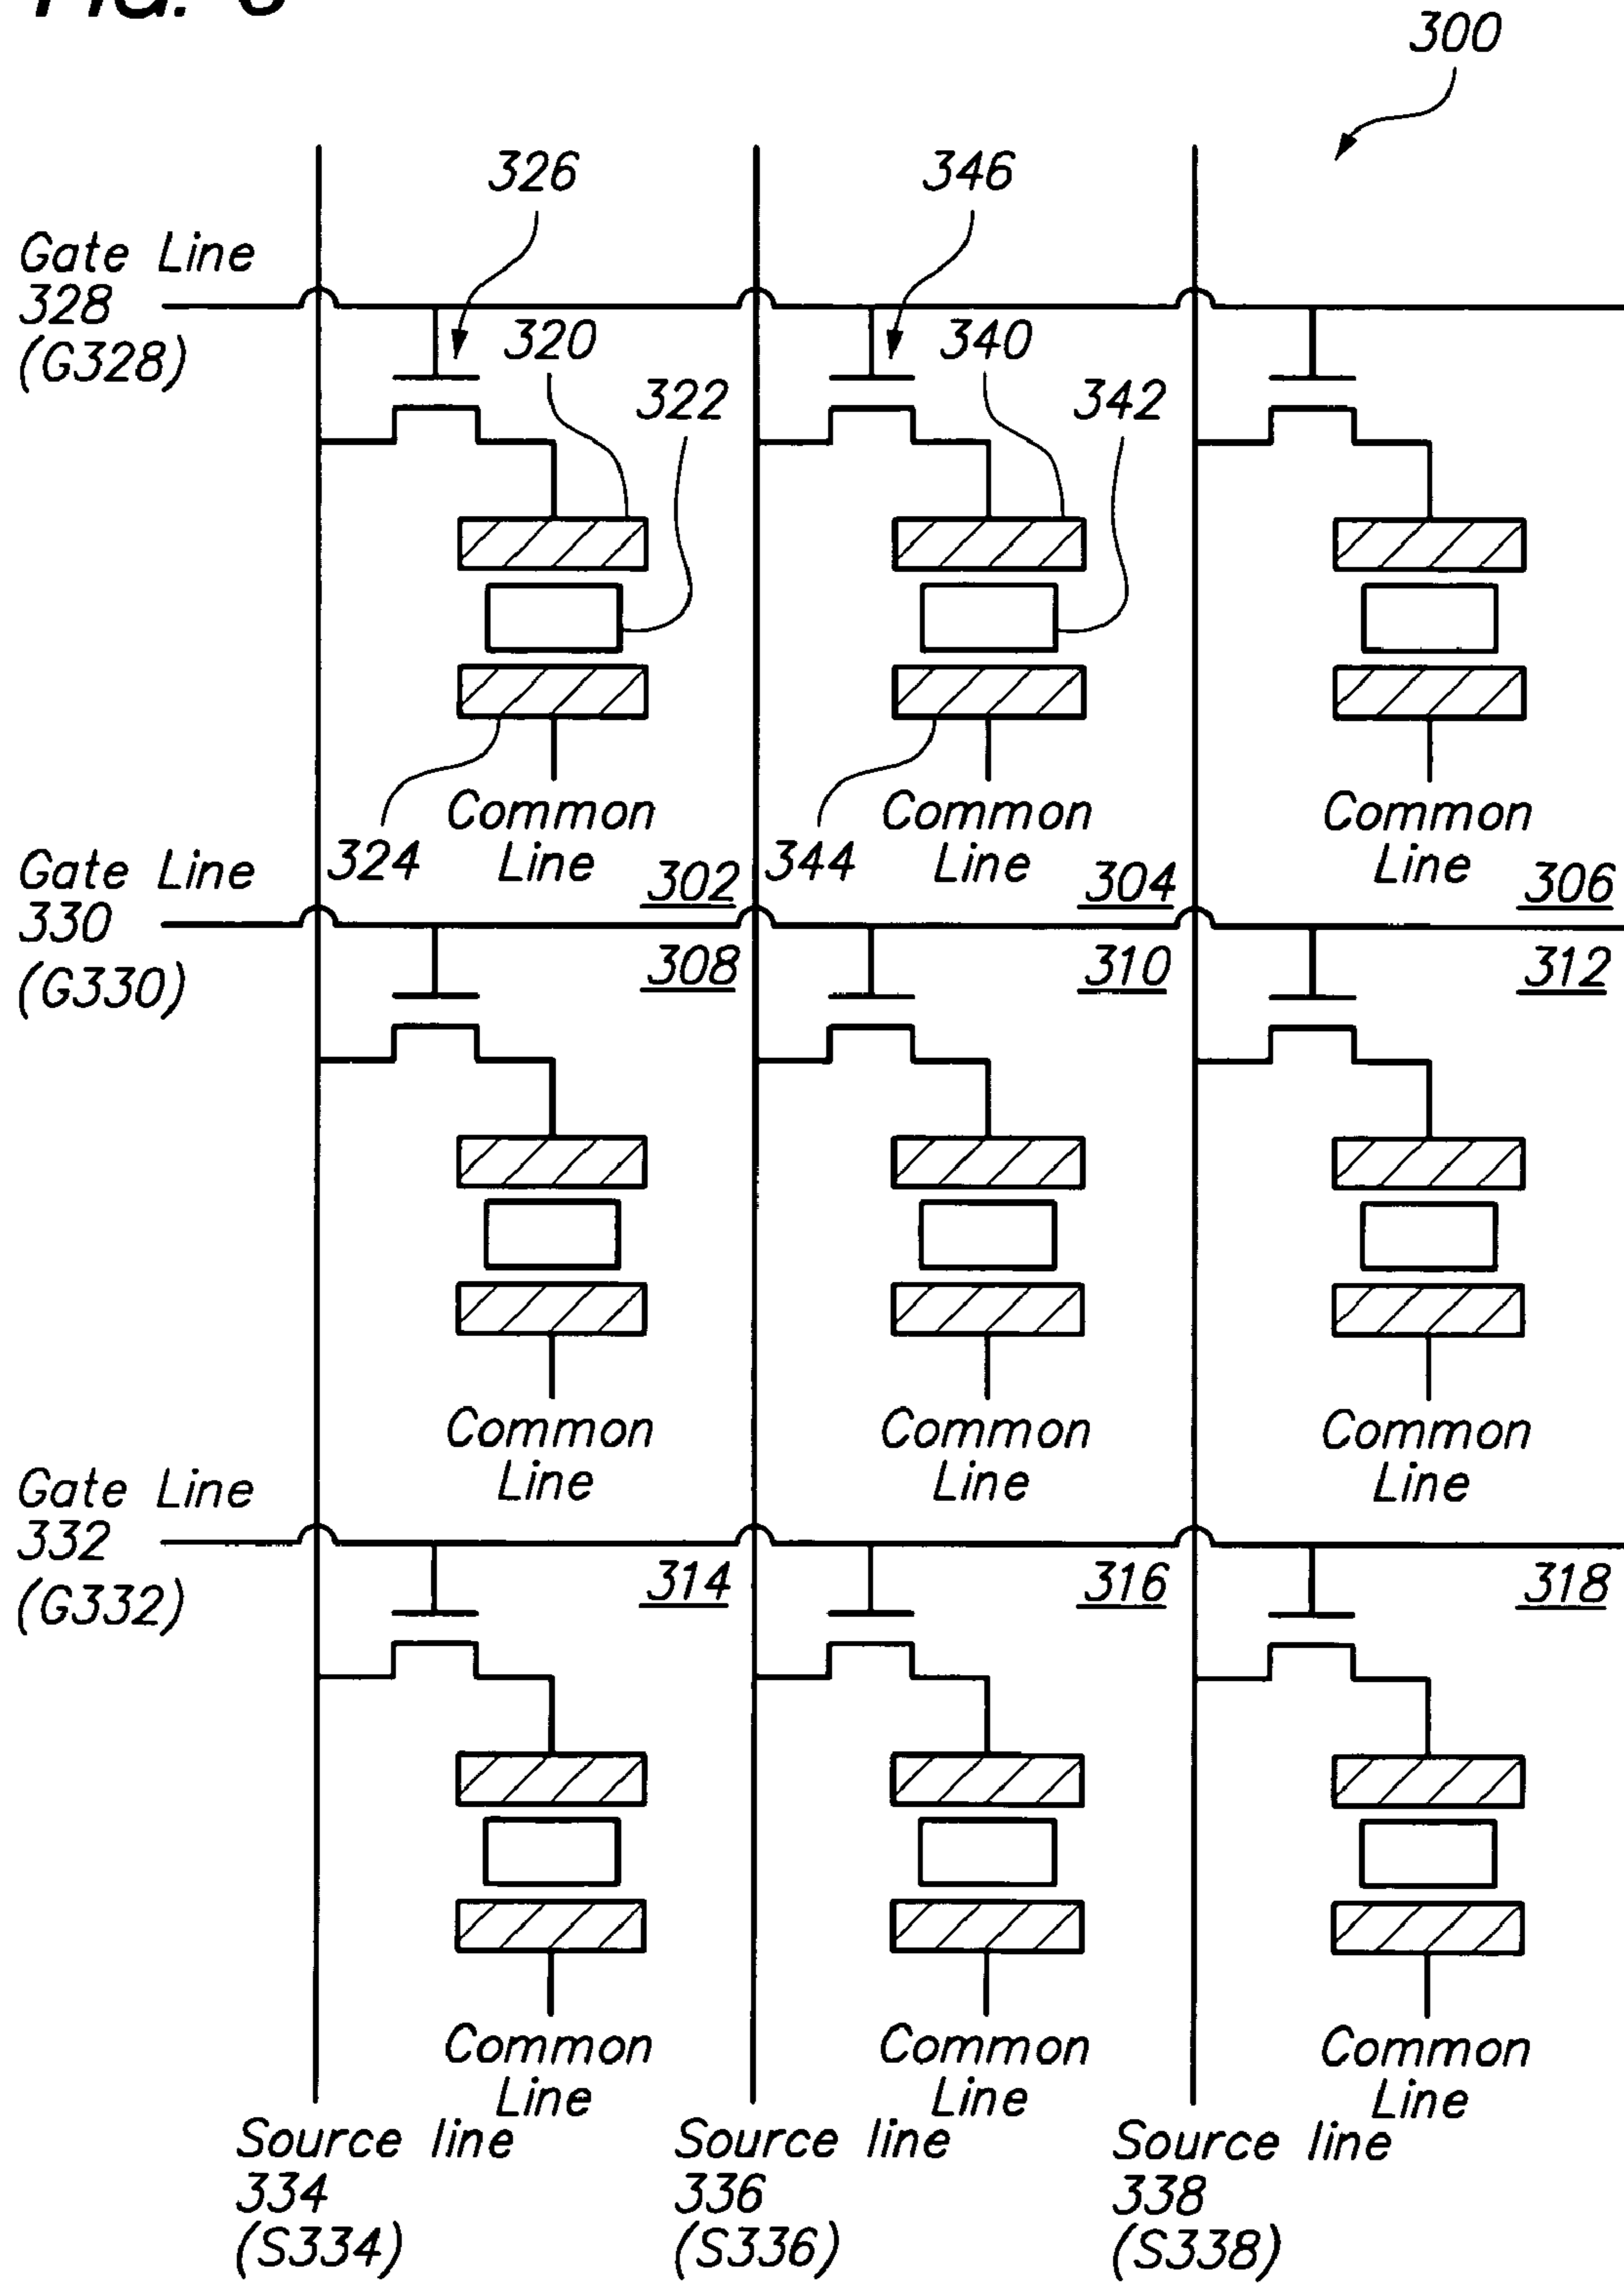 300
326
346
Gate Line
328
(G328)
320
340
322
342
Common
Line
Common
Line
Common
Line
324
344
302
304
306
Gate Line
330
(G330)
308
310
312
Common
Line
Common
Line
Common
Line
Gate Line
332
(G332)
314
316
318
Common
Line
Common
Line
Common
Line
Source line
334
(S334)
Source line
336
(S336)
Source line
338
(S338)